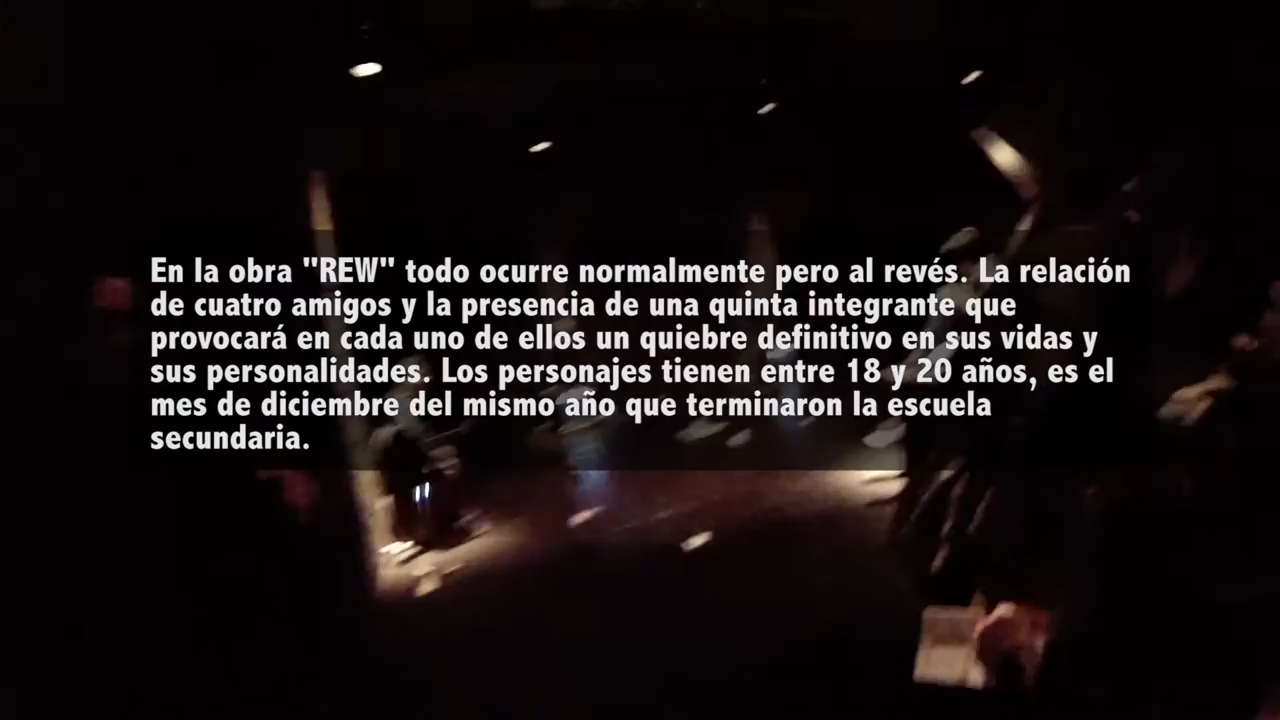 En la obra "REW" todo ocurre normalmente pero al revés. La relación
de cuatro amigos y la presencia de una quinta integrante que
provocará en cada uno de ellos un quiebre definitivo en sus vidas y
sus personalidades. Los personajes tienen entre 18 y 20 años, es el
mes de diciembre del mismo año que terminaron la escuela
secundaria.